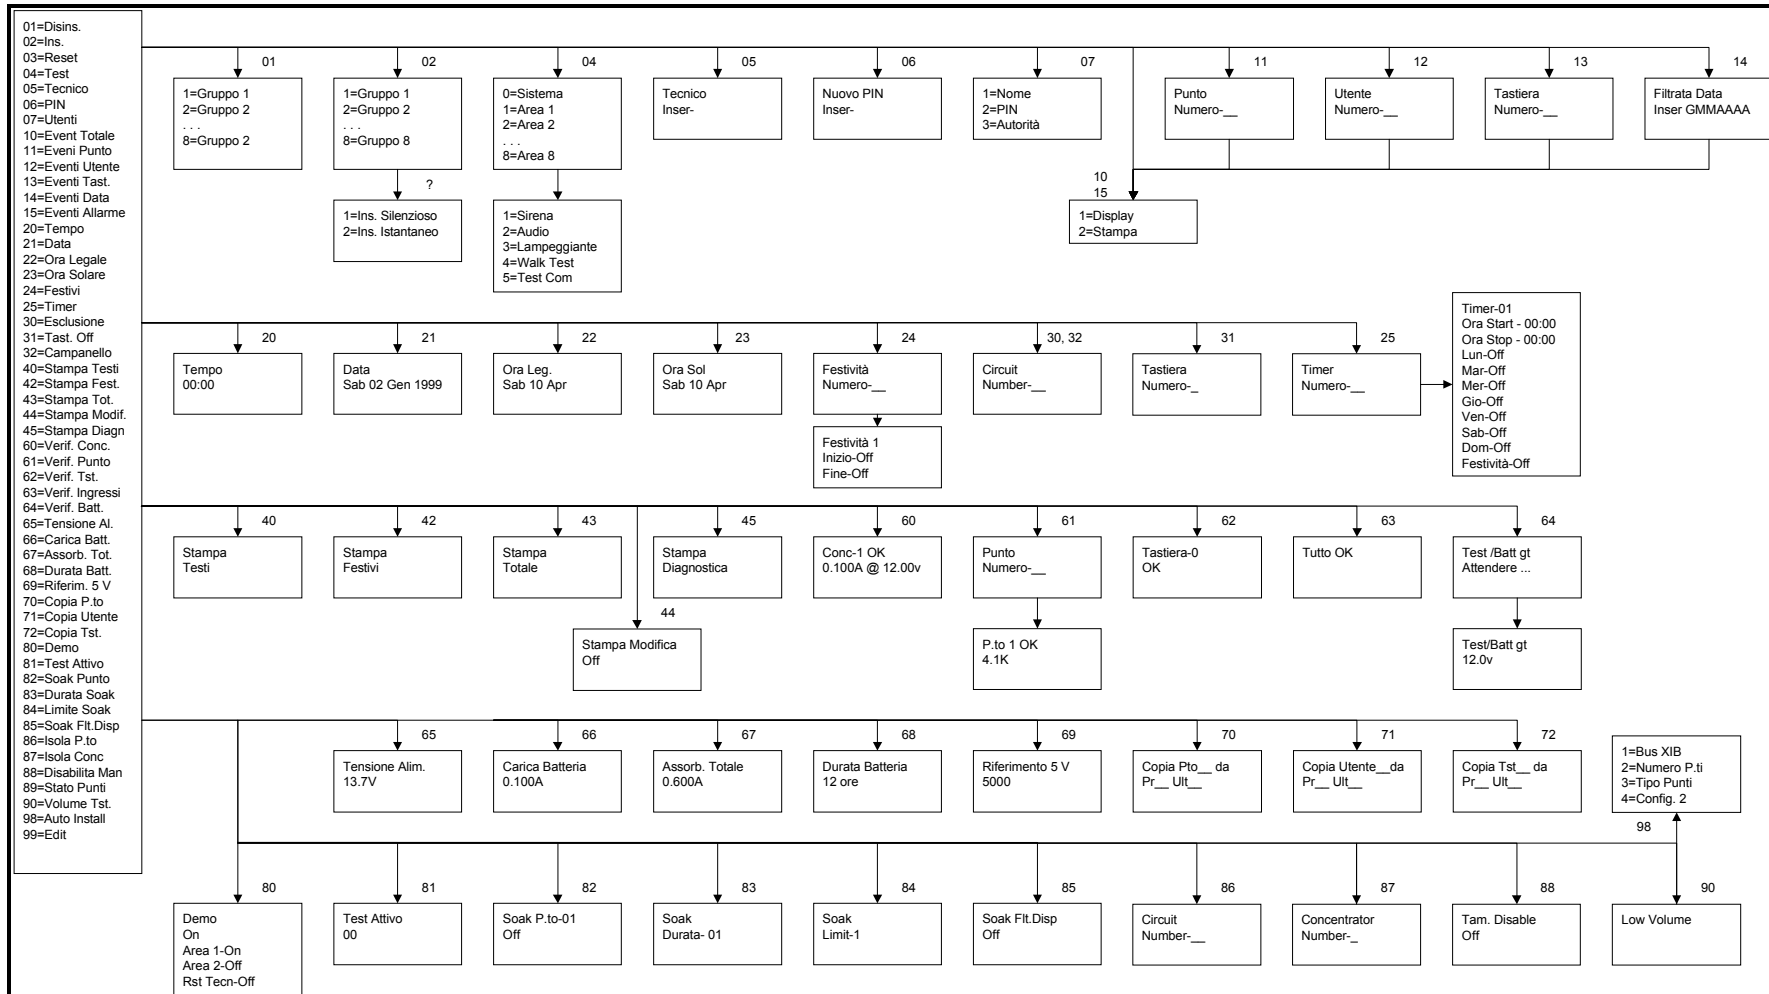 01=Disins.
02=Ins.
03=Reset
04=Test
05=Tecnico
06=PIN
07=Utenti
10=Event Totale
11=Eveni Punto
12=Eventi Utente
13=Eventi Tast.
14=Eventi Data
15=Eventi Allarme
20=Tempo
21=Data
22=Ora Legale
23=Ora Solare
24=Festivi
25=Timer
30=Esclusione
31=Tast. Off
32=Campanello
40=Stampa Testi
42=Stampa Fest.
43=Stampa Tot.
44=Stampa Modif.
45=Stampa Diagn
60=Verif. Conc.
61=Verif. Punto
62=Verif. Tst.
63=Verif. Ingressi
64=Verif. Batt.
65=Tensione Al.
66=Carica Batt.
67=Assorb. Tot.
68=Durata Batt.
69=Riferim. 5 V
70=Copia P.to
71=Copia Utente
72=Copia Tst.
80=Demo
81=Test Attivo
82=Soak Punto
83=Durata Soak
84=Limite Soak
85=Soak Flt.Disp
86=Isola P.to
87=Isola Conc
88=Disabilita Man
89=Stato Punti
90=Volume Tst.
98=Auto Install
99=Edit
01
1=Gruppo 1
2=Gruppo 2
. . .
8=Gruppo 2
02
1=Gruppo 1
2=Gruppo 2
. . .
8=Gruppo 8
?
1=Ins. Silenzioso
2=Ins. Istantaneo
04
0=Sistema
1=Area 1
2=Area 2
. . .
8=Area 8
1=Sirena
2=Audio
3=Lampeggiante
4=Walk Test
5=Test Com
05
Tecnico
Inser-
06
Nuovo PIN
Inser-
07
1=Nome
2=PIN
3=Autorità
11
Punto
Numero-__
12
Utente
Numero-__
13
Tastiera
Numero-__
14
Filtrata Data
Inser GMMAAAA
10
15
1=Display
2=Stampa
20
Tempo
00:00
21
Data
Sab 02 Gen 1999
22
Ora Leg.
Sab 10 Apr
23
Ora Sol
Sab 10 Apr
24
Festività
Numero-__
Festività 1
Inizio-Off
Fine-Off
30, 32
Circuit
Number-__
31
Tastiera
Numero-_
25
Timer
Numero-__
Timer-01
Ora Start - 00:00
Ora Stop - 00:00
Lun-Off
Mar-Off
Mer-Off
Gio-Off
Ven-Off
Sab-Off
Dom-Off
Festività-Off
40
Stampa
Testi
42
Stampa
Festivi
43
Stampa
Totale
44
Stampa Modifica
Off
45
Stampa
Diagnostica
60
Conc-1 OK
0.100A @ 12.00v
61
Punto
Numero-__
P.to 1 OK
4.1K
62
Tastiera-0
OK
63
Tutto OK
64
Test /Batt gt
Attendere ...
Test/Batt gt
12.0v
65
Tensione Alim.
13.7V
66
Carica Batteria
0.100A
67
Assorb. Totale
0.600A
68
Durata Batteria
12 ore
69
Riferimento 5 V
5000
70
Copia Pto__ da
Pr__ Ult__
71
Copia Utente__da
Pr__ Ult__
72
Copia Tst__ da
Pr__ Ult__
1=Bus XIB
2=Numero P.ti
3=Tipo Punti
4=Config. 2
98
80
Demo
On
Area 1-On
Area 2-Off
Rst Tecn-Off
81
Test Attivo
00
82
Soak P.to-01
Off
83
Soak
Durata- 01
84
Soak
Limit-1
85
Soak Flt.Disp
Off
86
Circuit
Number-__
87
Concentrator
Number-_
88
Tam. Disable
Off
90
Low Volume